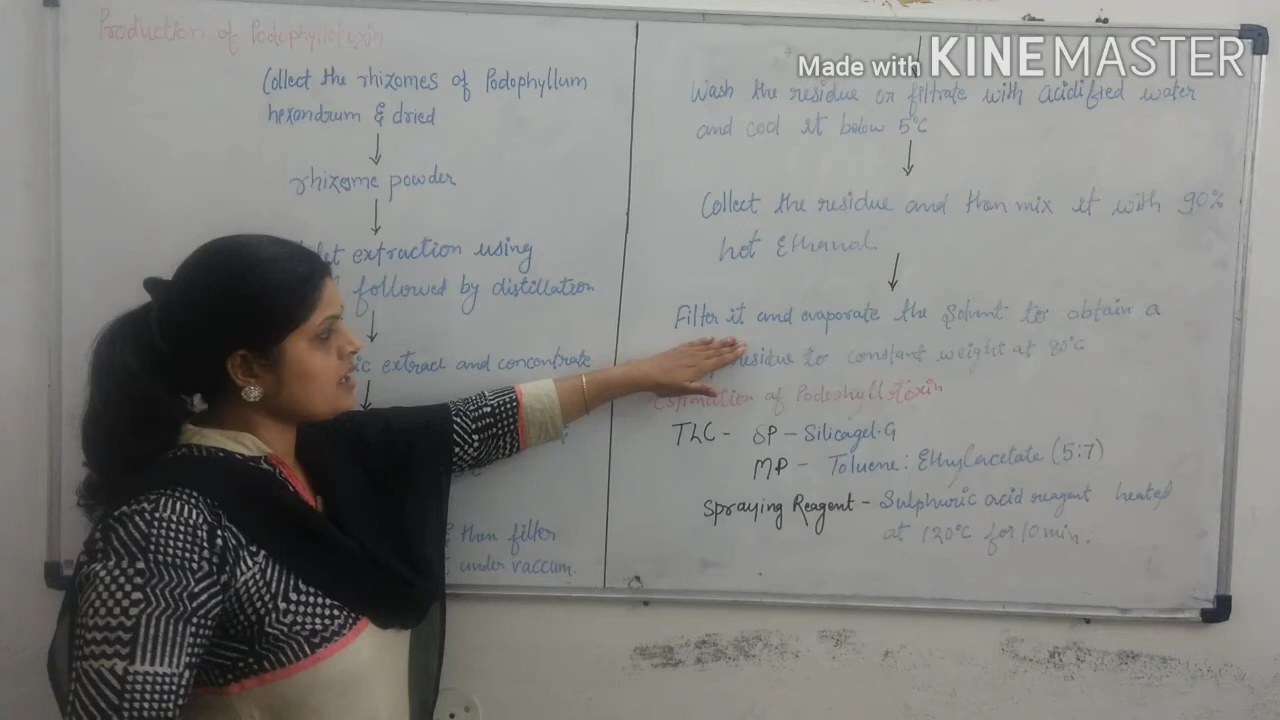 Production of Podophyllotoxin
Collect the rhizomes of Podophyllum
hexandrum & dried
rhizome powder
extraction using
followed by distillation
extract and concentrate
than filter
under vaccum.
Made with KINEMASTER
Wash the residue or filtrate with acidified water
and cool it below 5°C
Collect the residue and than mix it with 90%
hot Ethanol.
Filter it and evaporate the solvent to obtain a
residue to constant weight at 80°C
Estimation of Podophyllotoxin
TLC - SP - Silicagel-G
MP - Toluene: Ethylacetate (5:7)
Spraying Reagent - Sulphuric acid reagent heated
at 120°C for 10 min.